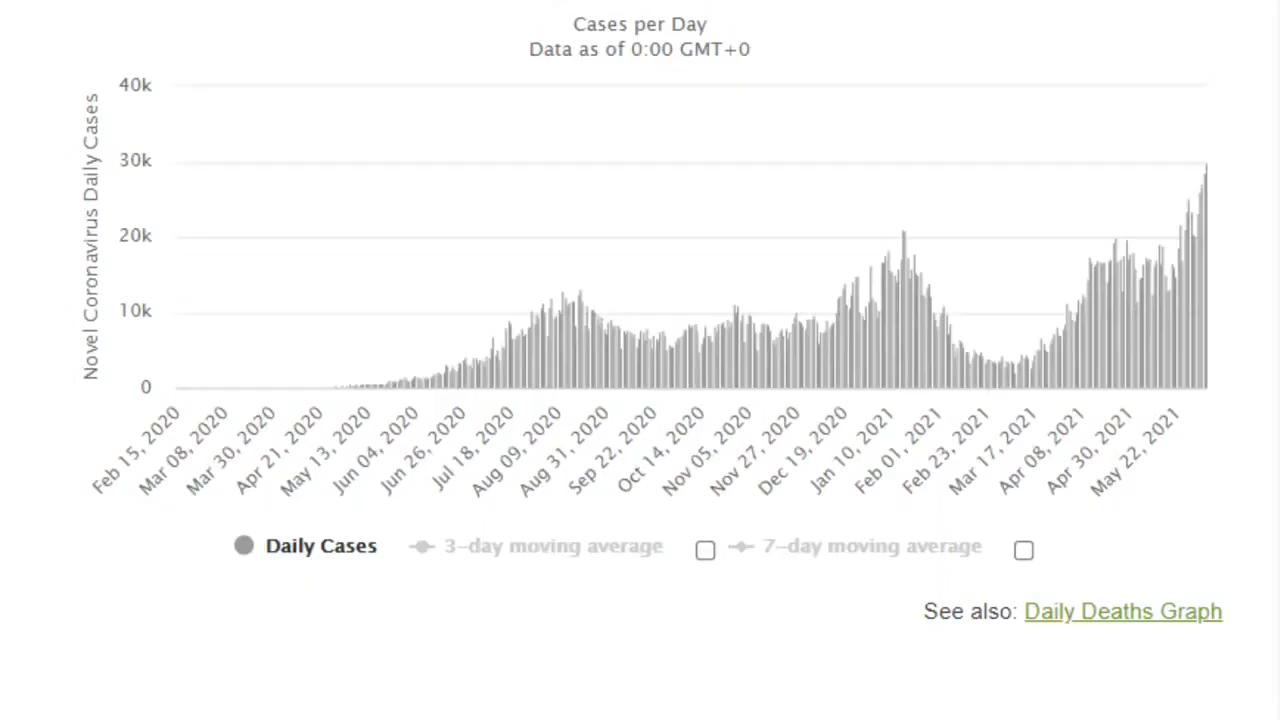 Cases per Day
Data as of 0:00 GMT+0
Novel Coronavirus Daily Cases
40k
30k
20k
10k
0
Feb 15, 2020
Mar 08, 2020
Mar 30, 2020
Apr 21, 2020
May 13, 2020
Jun 04, 2020
Jun 26, 2020
Jul 18, 2020
Aug 09, 2020
Aug 31, 2020
Sep 22, 2020
Oct 14, 2020
Nov 05, 2020
Nov 27, 2020
Dec 19, 2020
Jan 10, 2021
Feb 01, 2021
Feb 23, 2021
Mar 17, 2021
Apr 08, 2021
Apr 30, 2021
May 22, 2021
Daily Cases 3-day moving average 7-day moving average
See also: Daily Deaths Graph